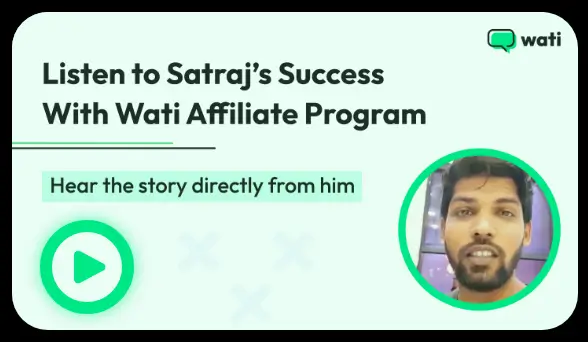 wati
Listen to Satraj’s Success
With Wati Affiliate Program
Hear the story directly from him